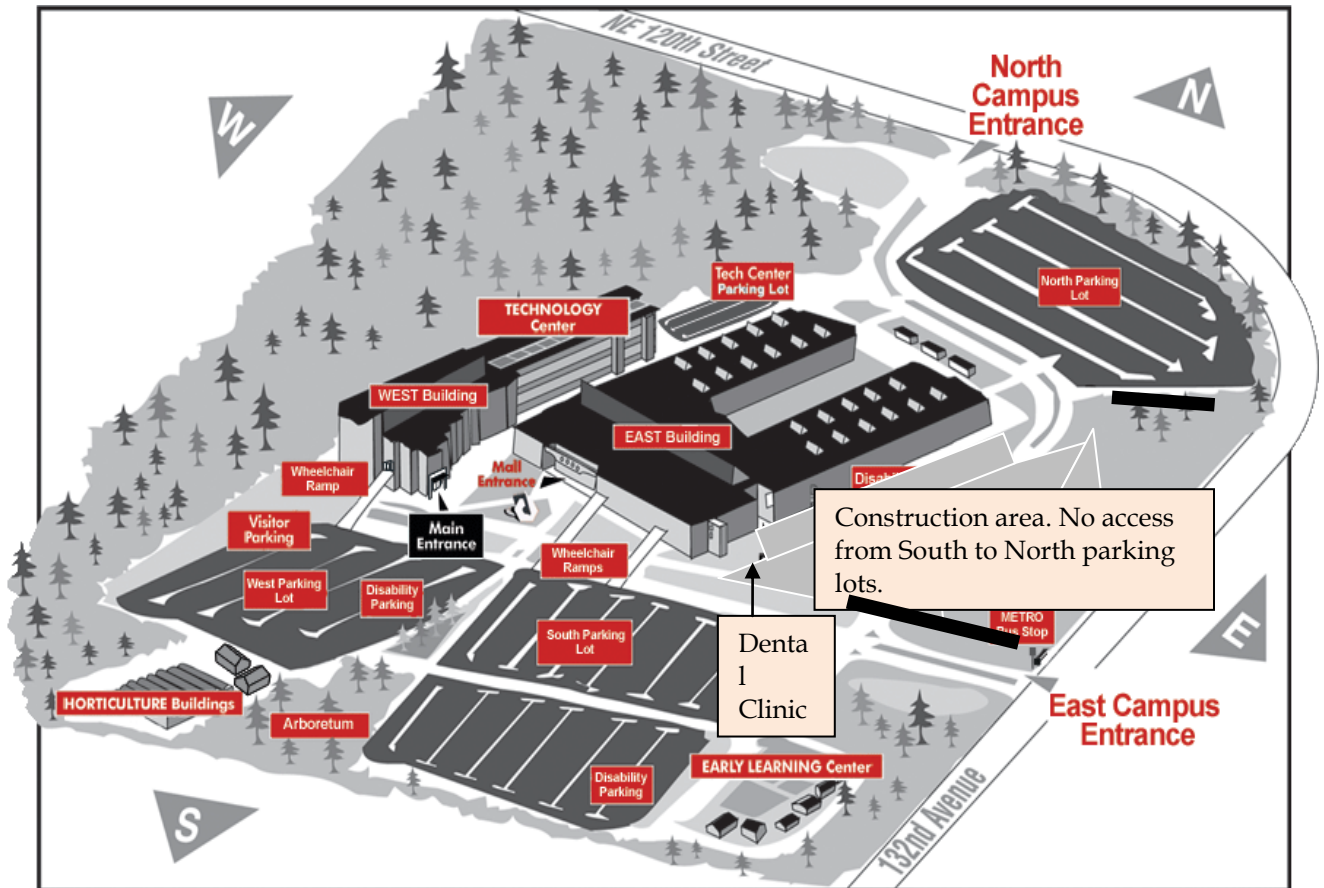 NE 120th Street
North
Campus
Entrance
W
N
Tech Center
Parking Lot
North Parking
Lot
TECHNOLOGY
Center
WEST Building
EAST Building
Mall
Entrance
Wheelchair
Ramp
Visitor
Parking
Main
Entrance
Construction area. No access
from South to North parking
lots.
Wheelchair
Ramps
West Parking
Lot
Disability
Parking
South Parking
Lot
METRO
Bus Stop
E
Denta
l
Clinic
HORTICULTURE Buildings
Arboretum
East Campus
Entrance
EARLY LEARNING Center
Disability
Parking
S
132nd Avenue